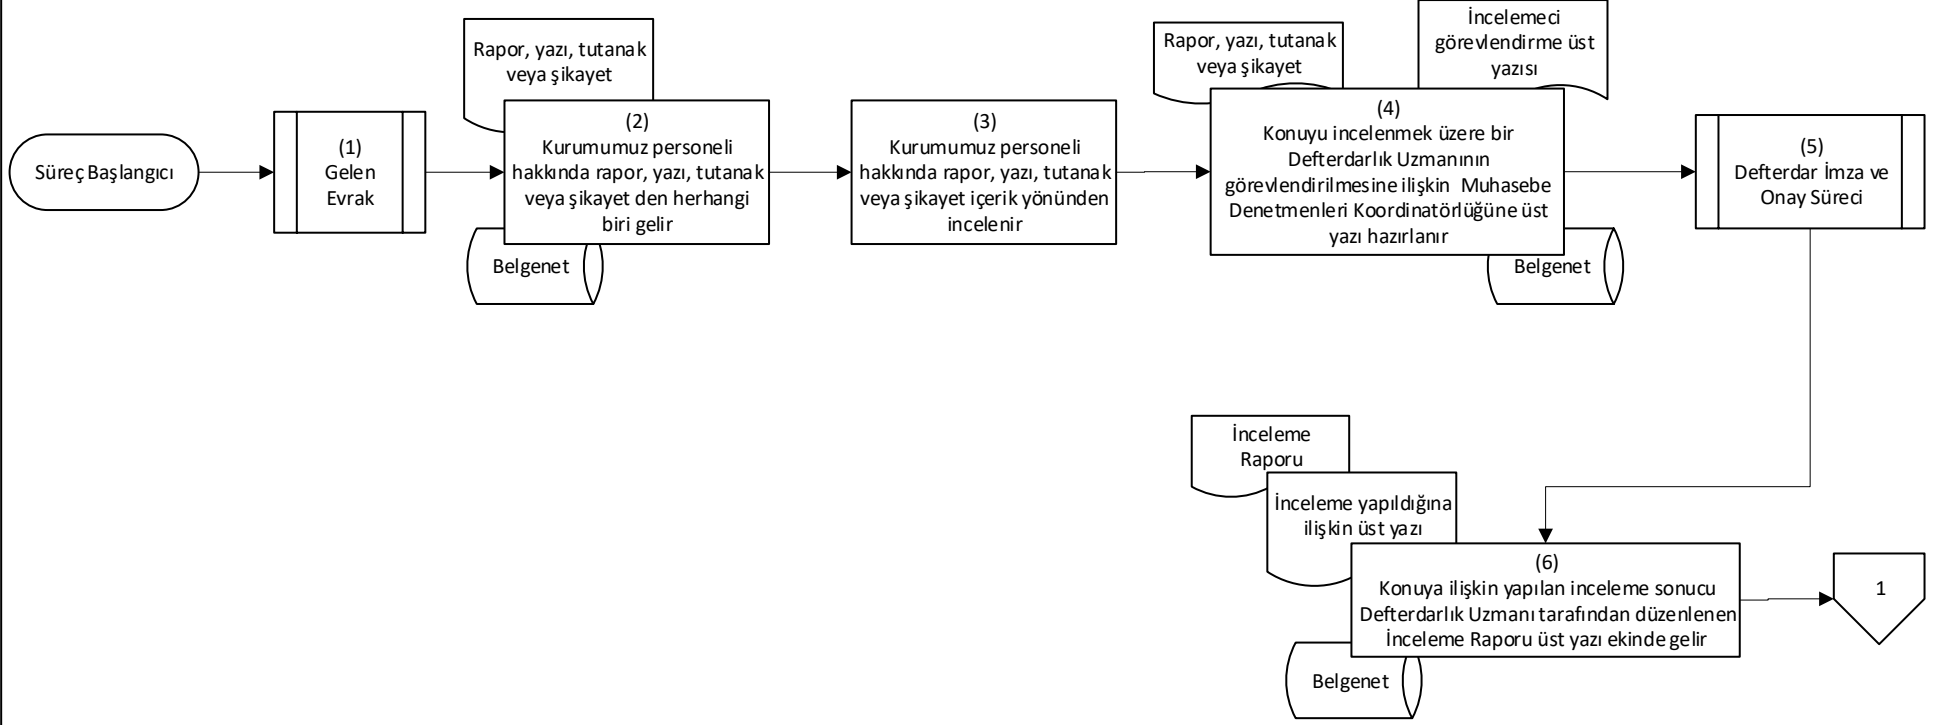 Süreç Başlangıcı
(1)
Gelen
Evrak
Rapor, yazı, tutanak
veya şikayet
(2)
Kurumumuz personeli
hakkında rapor, yazı, tutanak
veya şikayet den herhangi
biri gelir
Belgenet
(3)
Kurumumuz personeli
hakkında rapor, yazı, tutanak
veya şikayet içerik yönünden
incelenir
Rapor, yazı, tutanak
veya şikayet
İncelemeci
görevlendirme üst
yazısı
(4)
Konuyu incelenmek üzere bir
Defterdarlık Uzmanının
görevlendirilmesine ilişkin Muhasebe
Denetmenleri Koordinatörlüğüne üst
yazı hazırlanır
Belgenet
(5)
Defterdar İmza ve
Onay Süreci
İnceleme
Raporu
İnceleme yapıldığına
ilişkin üst yazı
(6)
Konuya ilişkin yapılan inceleme sonucu
Defterdarlık Uzmanı tarafından düzenlenen
İnceleme Raporu üst yazı ekinde gelir
Belgenet
1